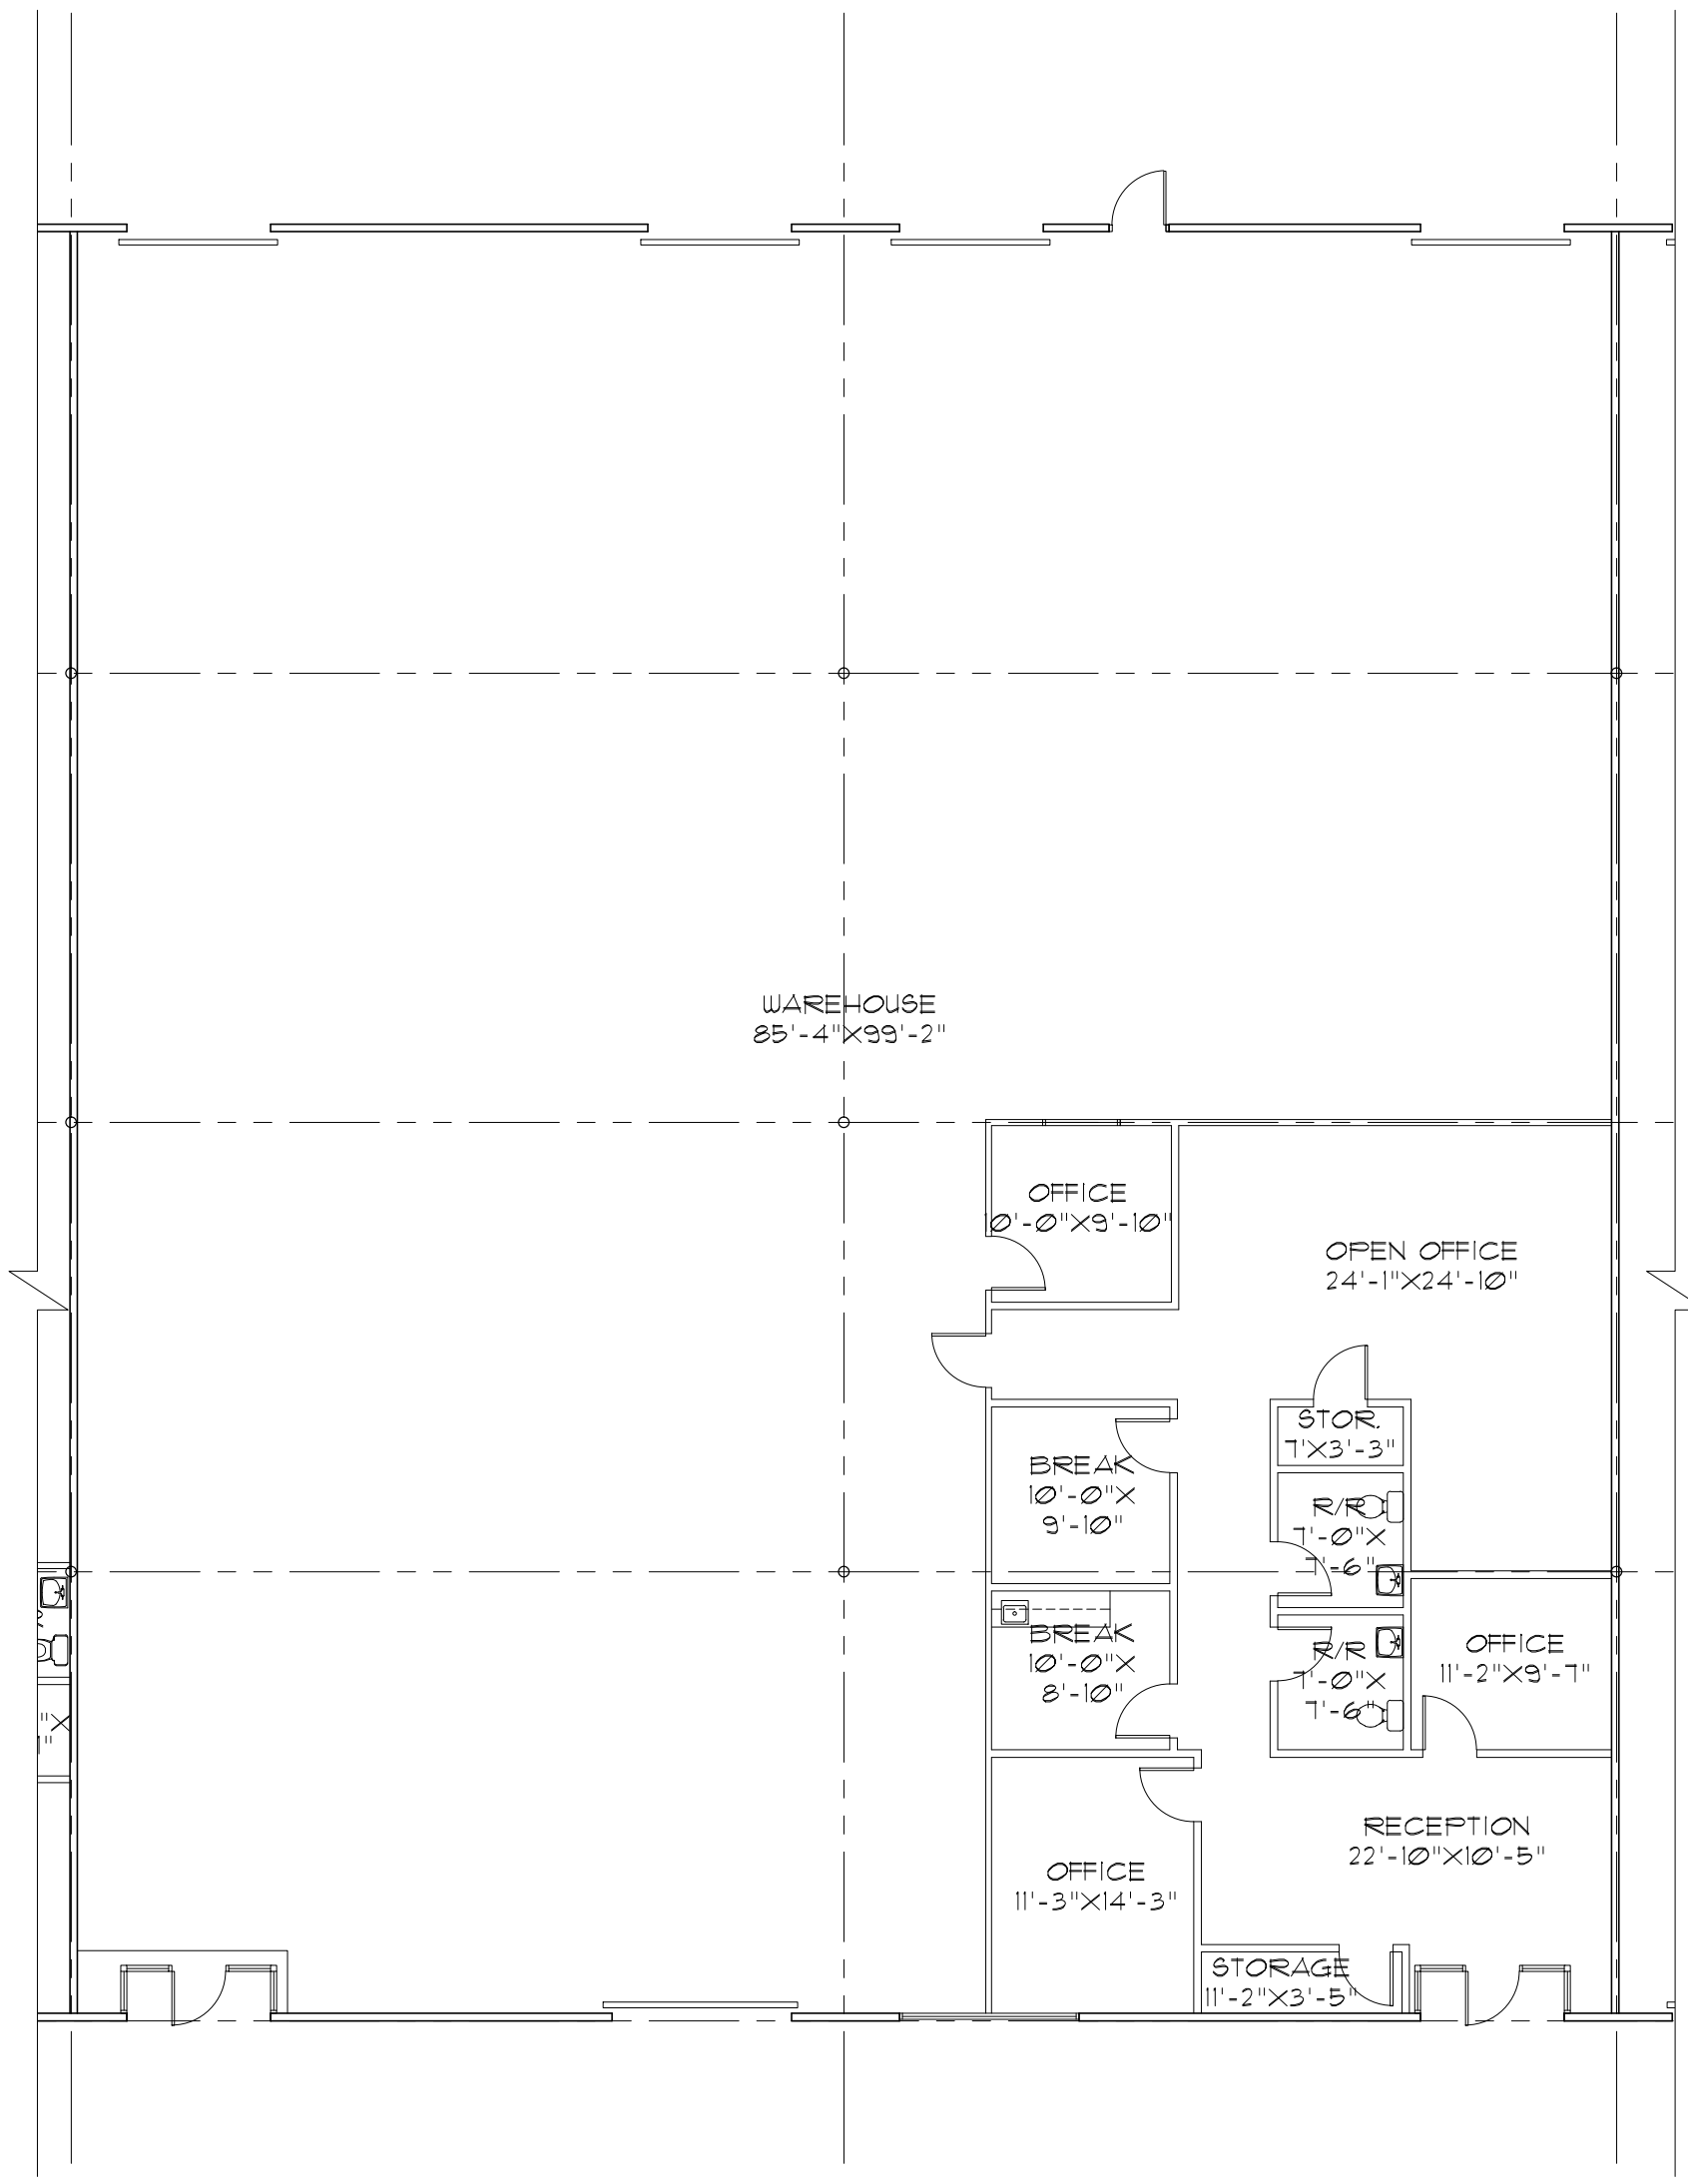 WAREHOUSE
85'-4"X99'-2"
OFFICE
10'-0"X9'-10"
OPEN OFFICE
24'-1"X24'-10"
STOR.
7'X3'-3"
BREAK
10'-0"X
9'-10"
R/R
7'-0"X
7'-6"
BREAK
10'-0"X
8'-10"
R/R
7'-0"X
7'-6"
OFFICE
11'-2"X9'-7"
"X
"
RECEPTION
22'-10"X10'-5"
OFFICE
11'-3"X14'-3"
STORAGE
11'-2"X3'-5"